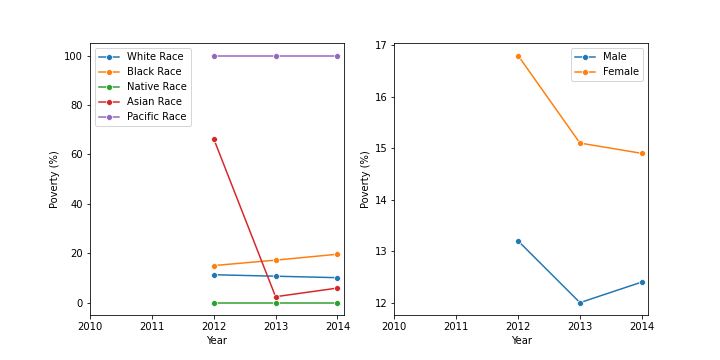 White Race
Black Race
Native Race
Asian Race
Pacific Race
100
80
60
40
20
0
Poverty (%)
2010 2011 2012 2013 2014
Year
Male
Female
17
16
15
14
13
12
Poverty (%)
2010 2011 2012 2013 2014
Year